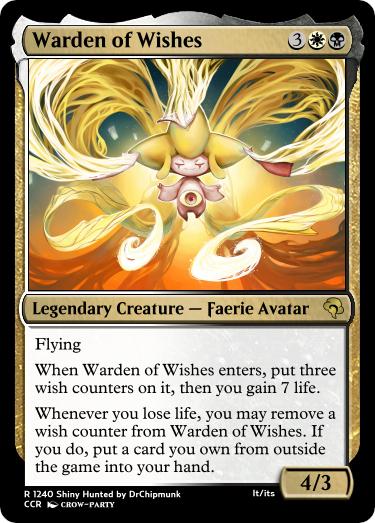 Warden of Wishes 3
Legendary Creature — Faerie Avatar
Flying
When Warden of Wishes enters, put three
wish counters on it, then you gain 7 life.
Whenever you lose life, you may remove a
wish counter from Warden of Wishes. If
you do, put a card you own from outside
the game into your hand.
4/3
R 1240 Shiny Hunted by DrChipmunk It/its
CCR CROW-PARTY